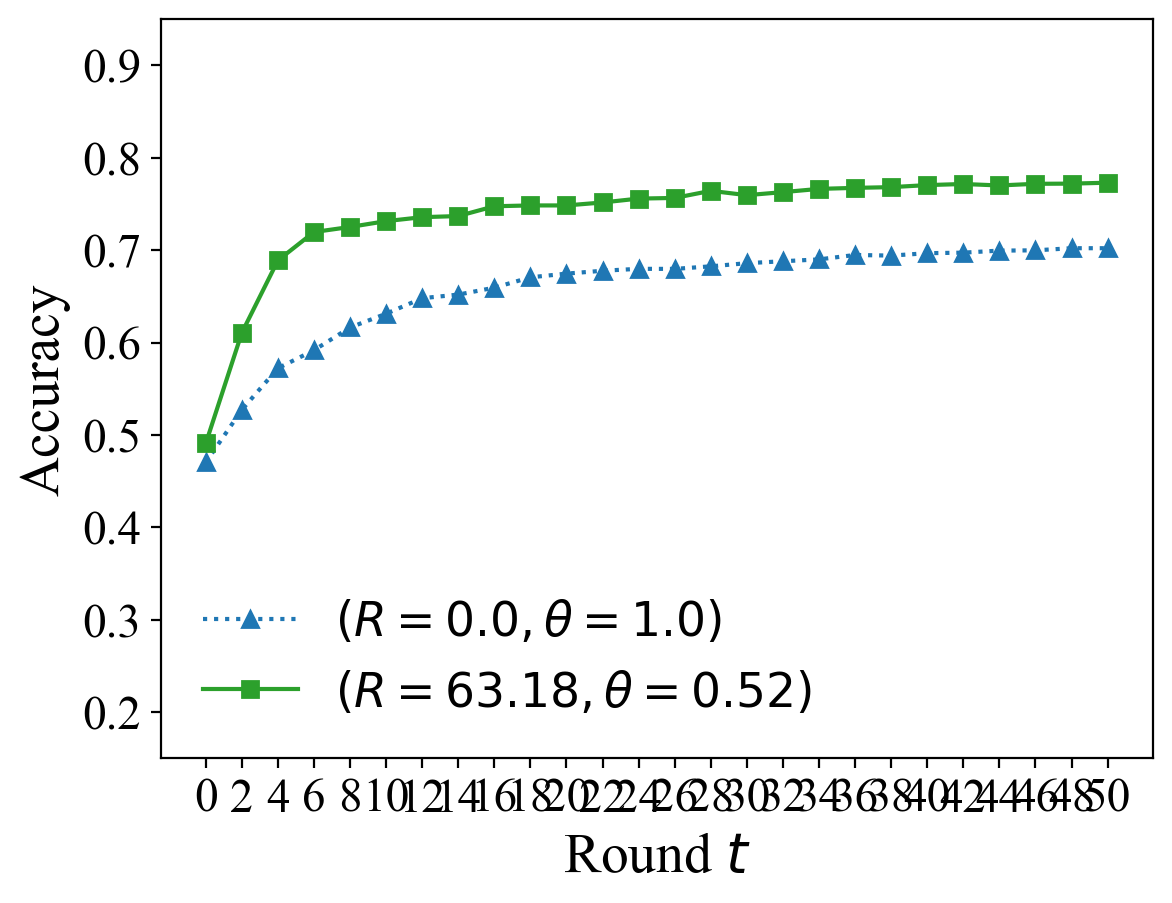 Accuracy
0.9
0.8
0.7
0.6
0.5
0.4
0.3
0.2
(R = 0.0, θ = 1.0)
(R = 63.18, θ = 0.52)
0 2 4 6 8 10 12 14 16 18 20 22 24 26 28 30 32 34 36 38 40 42 44 46 48 50
Round t